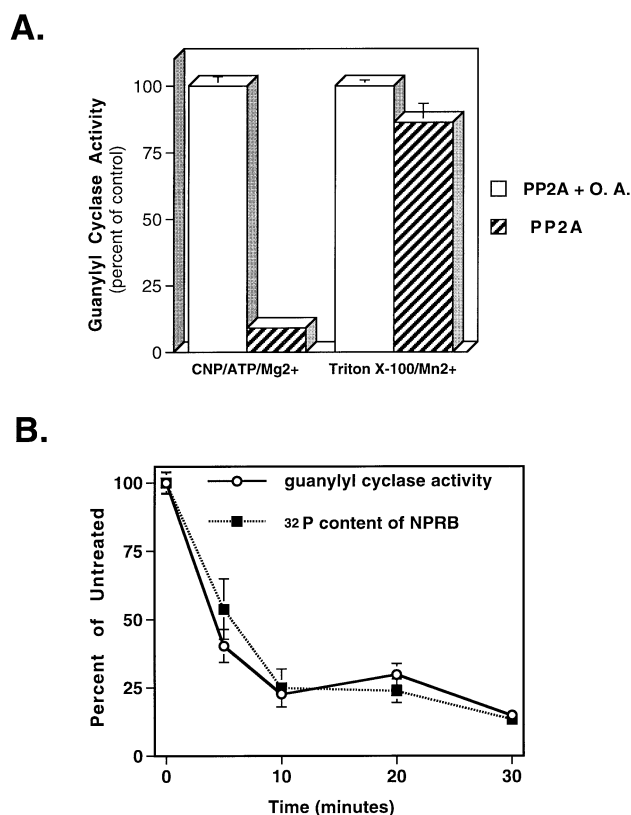 A.
Guanylyl Cyclase Activity
(percent of control)
100
75
50
25
0
CNP/ATP/Mg2+
Triton X-100/Mn2+
PP2A + O. A.
PP2A
B.
Percent of Untreated
100
75
50
25
0
guanylyl cyclase activity
32P content of NPRB
0
10
20
30
Time (minutes)